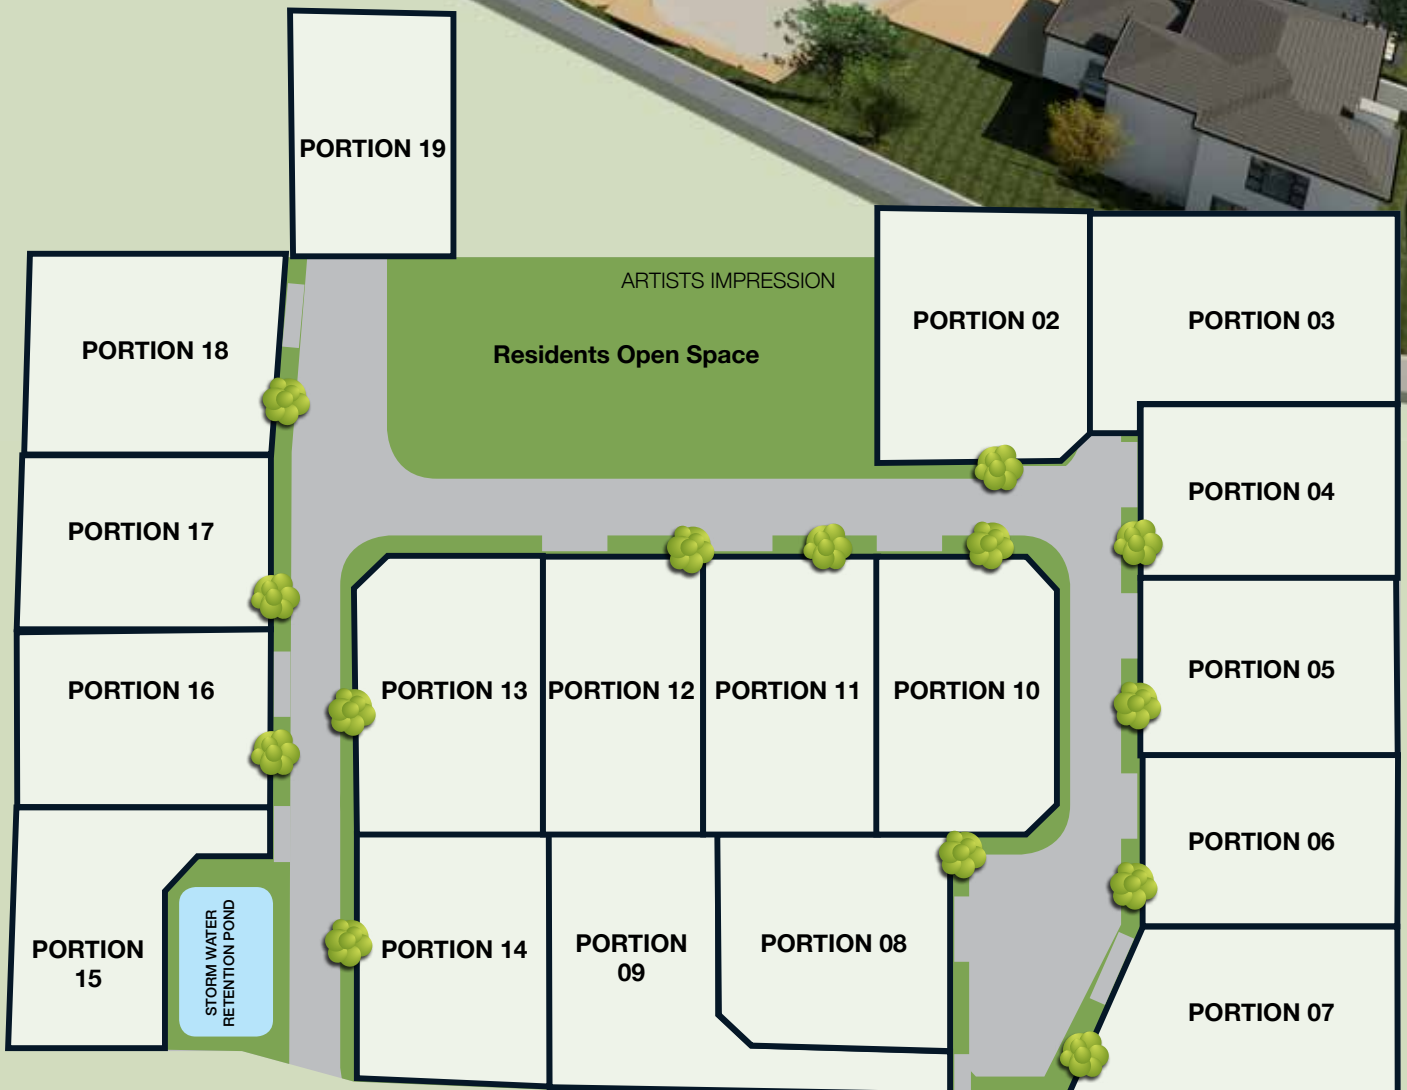 PORTION 19
ARTISTS IMPRESSION
PORTION 02
PORTION 03
PORTION 18
Residents Open Space
PORTION 04
PORTION 17
PORTION 05
PORTION 16
PORTION 13
PORTION 12
PORTION 11
PORTION 10
PORTION 06
PORTION
15
STORM WATER
RETENTION POND
PORTION 14
PORTION
09
PORTION 08
PORTION 07